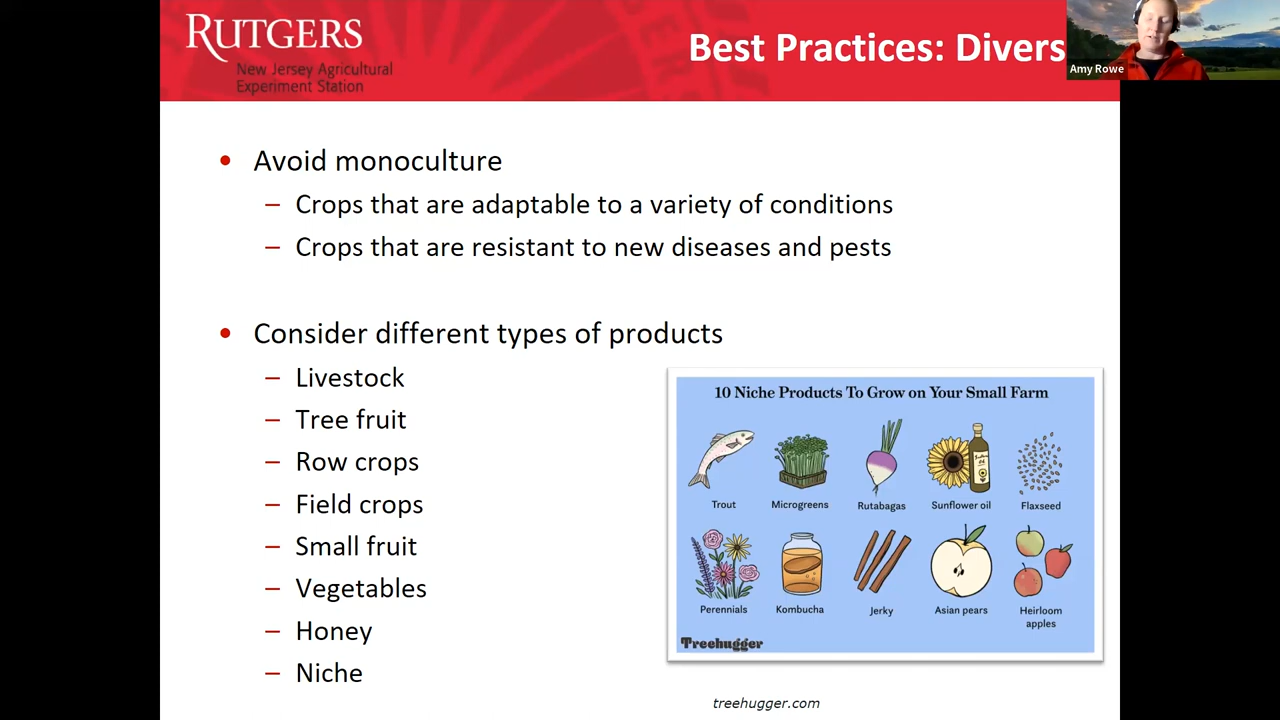 RUTGERS
New Jersey Agricultural
Experiment Station
Best Practices: Divers
Amy Rowe
• Avoid monoculture
– Crops that are adaptable to a variety of conditions
– Crops that are resistant to new diseases and pests
• Consider different types of products
– Livestock
– Tree fruit
– Row crops
– Field crops
– Small fruit
– Vegetables
– Honey
– Niche
10 Niche Products To Grow on Your Small Farm
Trout Microgreens Rutabagas Sunflower oil Flaxseed
Perennials Kombucha Jerky Asian pears Heirloom
apples
Treehugger
treehugger.com